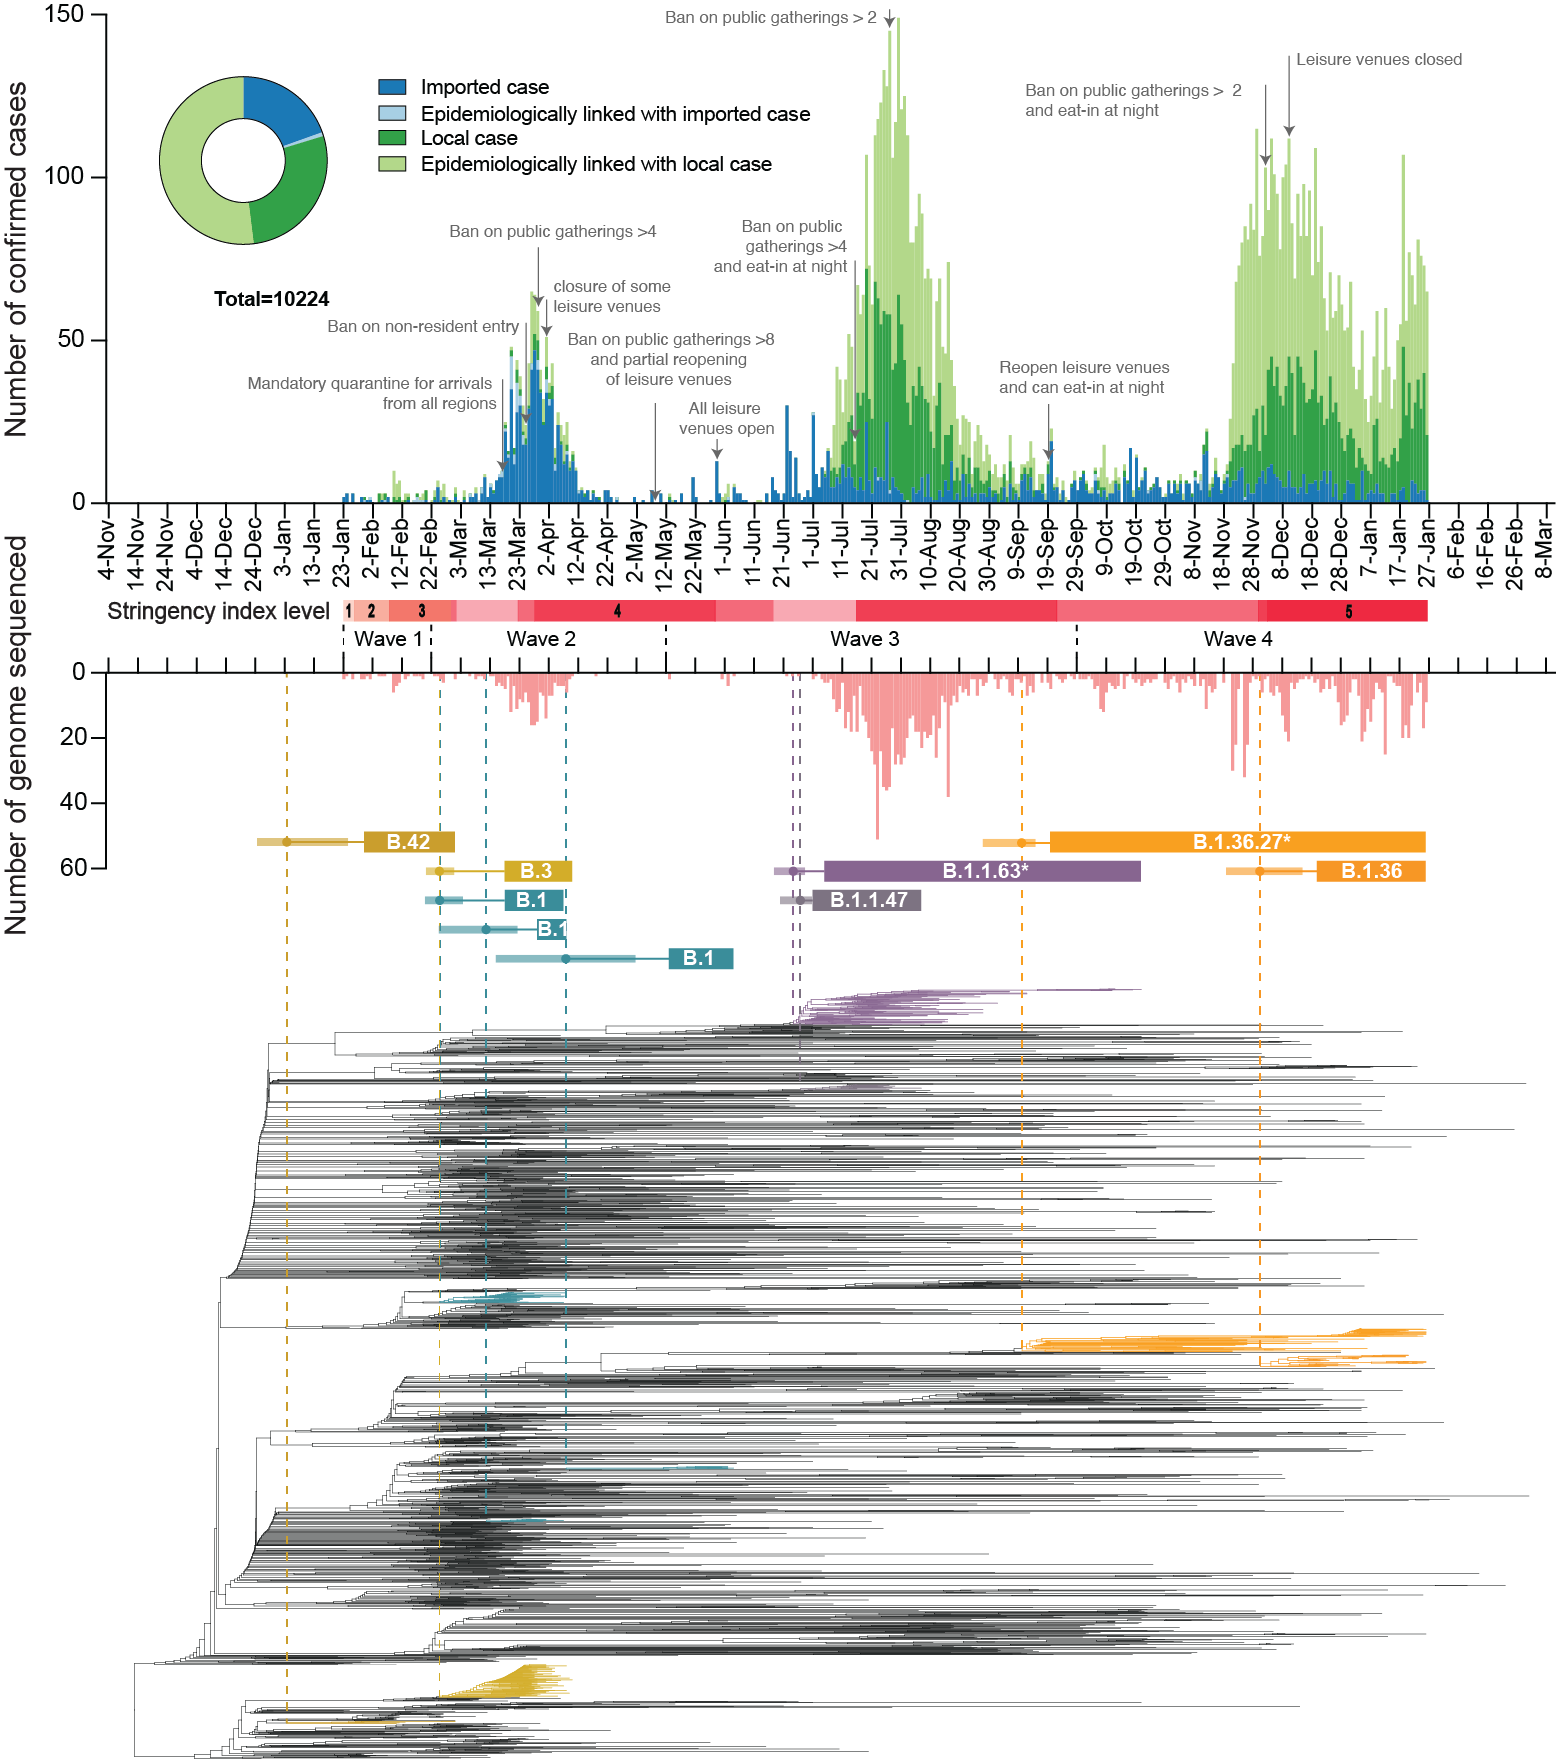 150
100
50
0
Number of confirmed cases
Imported case
Epidemiologically linked with imported case
Local case
Epidemiologically linked with local case
Total=10224
Ban on public gatherings > 2
Leisure venues closed
Ban on public gatherings > 2
and eat-in at night
Ban on public gatherings >4
closure of some
leisure venues
Ban on public
gatherings >4
and eat-in at night
Ban on non-resident entry
Ban on public gatherings >8
and partial reopening
of leisure venues
Mandatory quarantine for arrivals
from all regions
All leisure
venues open
Reopen leisure venues
and can eat-in at night
4-Nov
14-Nov
24-Nov
4-Dec
14-Dec
24-Dec
3-Jan
13-Jan
23-Jan
2-Feb
12-Feb
22-Feb
3-Mar
13-Mar
23-Mar
2-Apr
12-Apr
22-Apr
2-May
12-May
22-May
1-Jun
11-Jun
21-Jun
1-Jul
11-Jul
21-Jul
31-Jul
10-Aug
20-Aug
30-Aug
9-Sep
19-Sep
29-Sep
9-Oct
19-Oct
29-Oct
8-Nov
18-Nov
28-Nov
8-Dec
18-Dec
28-Dec
7-Jan
17-Jan
27-Jan
6-Feb
16-Feb
26-Feb
8-Mar
Stringency index level
1 2 3 4 5
Wave 1 Wave 2 Wave 3 Wave 4
Number of genome sequenced
0
20
40
60
B.42
B.1.36.27*
B.3
B.1.1.63*
B.1.36
B.1
B.1.1.47
B.1
B.1